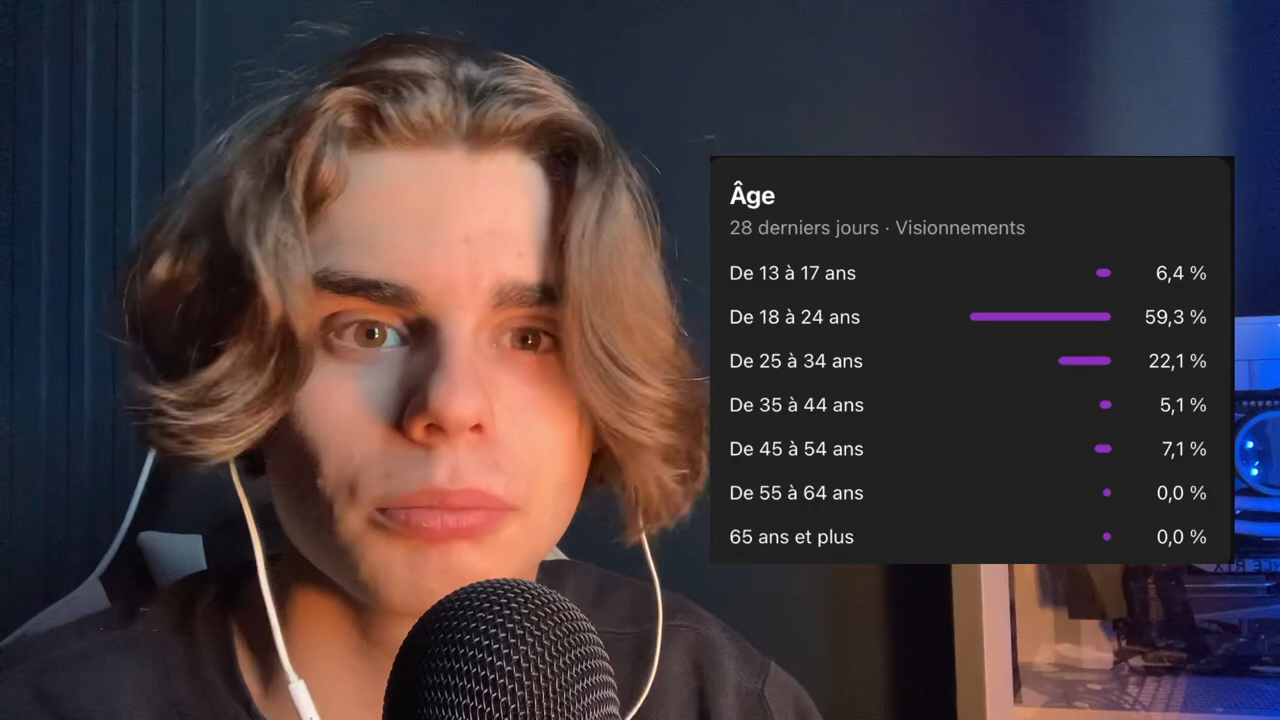 Âge
28 derniers jours · Visionnements
De 13 à 17 ans 6,4 %
De 18 à 24 ans 59,3 %
De 25 à 34 ans 22,1 %
De 35 à 44 ans 5,1 %
De 45 à 54 ans 7,1 %
De 55 à 64 ans 0,0 %
65 ans et plus 0,0 %